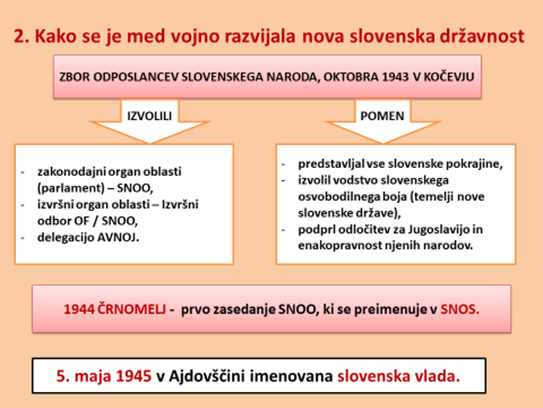 2. Kako se je med vojno razvijala nova slovenska državnost
ZBOR ODPOSLANCEV SLOVENSKEGA NARODA, OKTOBRA 1943 V KOČEVJU
IZVOLILI
- zakonodajni organ oblasti
(parlament) – SNOO,
- izvršni organ oblasti – Izvršni
odbor OF / SNOO,
- delegacijo AVNOJ.
POMEN
- predstavljal vse slovenske pokrajine,
- izvolil vodstvo slovenskega
osvobodilnega boja (temelji nove
slovenske države),
- podprl odločitev za Jugoslavijo in
enakopravnost njenih narodov.
1944 ČRNOMELJ - prvo zasedanje SNOO, ki se preimenuje v SNOS.
5. maja 1945 v Ajdovščini imenovana slovenska vlada.